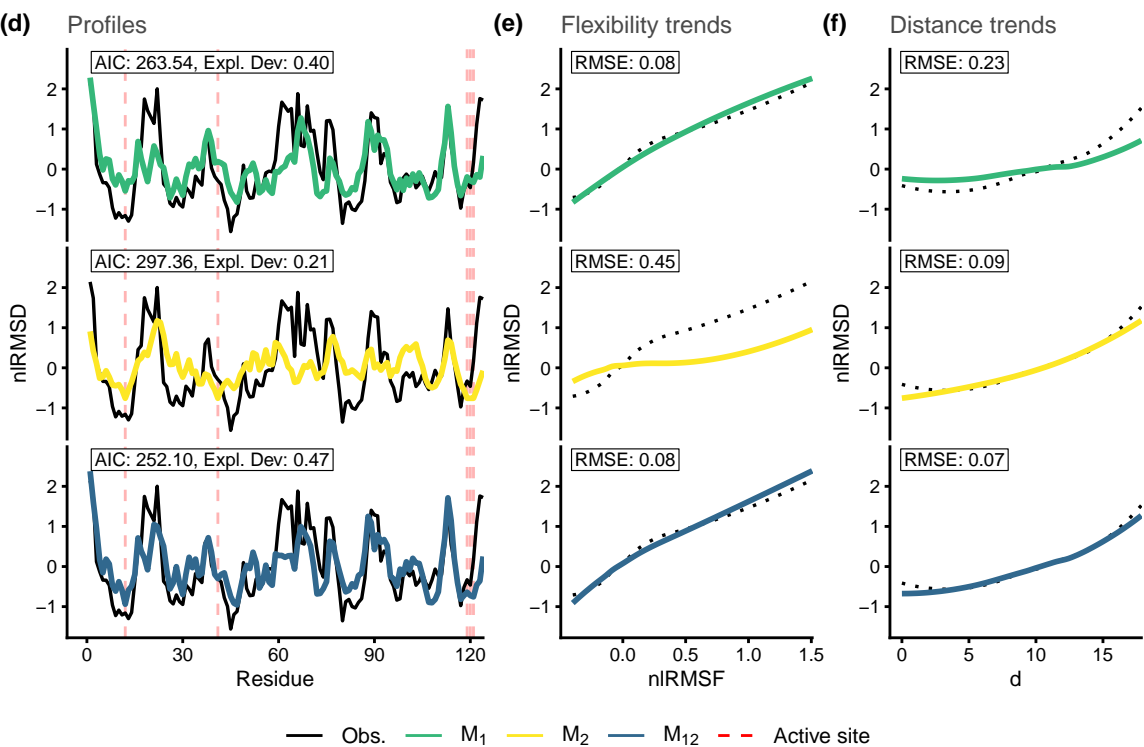 (d) Profiles
(e) Flexibility trends
(f) Distance trends
AIC: 263.54, Expl. Dev: 0.40
RMSE: 0.08
RMSE: 0.23
2
1
0
−1
2
1
0
−1
AIC: 297.36, Expl. Dev: 0.21
RMSE: 0.45
RMSE: 0.09
nlRMSD
2
1
0
−1
nlRMSD
2
1
0
−1
nlRMSD
2
1
0
−1
AIC: 252.10, Expl. Dev: 0.47
RMSE: 0.08
RMSE: 0.07
2
1
0
−1
2
1
0
−1
2
1
0
−1
0 30 60 90 120
0.0 0.5 1.0 1.5
0 5 10 15
Residue
nlRMSF
d
Obs. M1 M2 M12 Active site